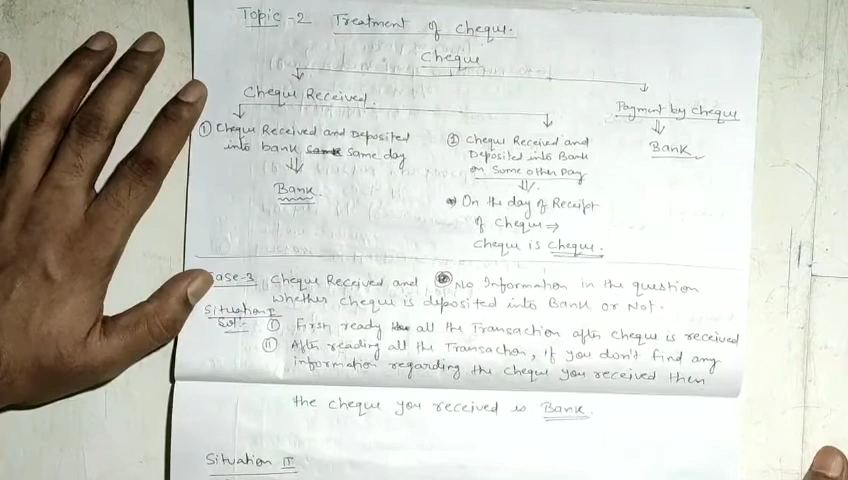 Topic -2 Treatment of cheque.
Cheque
Cheque Received.
Payment by cheque
Bank
① Cheque Received and Deposited
into bank same day
Bank
② Cheque Received and
Deposited into Bank
on Some other Day
On the day of Receipt
of Cheque ⇒
Cheque is Cheque.
Case-3 Cheque Received and No Information in the question
whether cheque is deposited into Bank or Not.
Situation I
Sol:- Ⓘ First ready all the Transaction after cheque is received
ⓘⓘ After reading all the Transaction, if you don't find any
information regarding the cheque you received then
the cheque you received is Bank.
Situation II